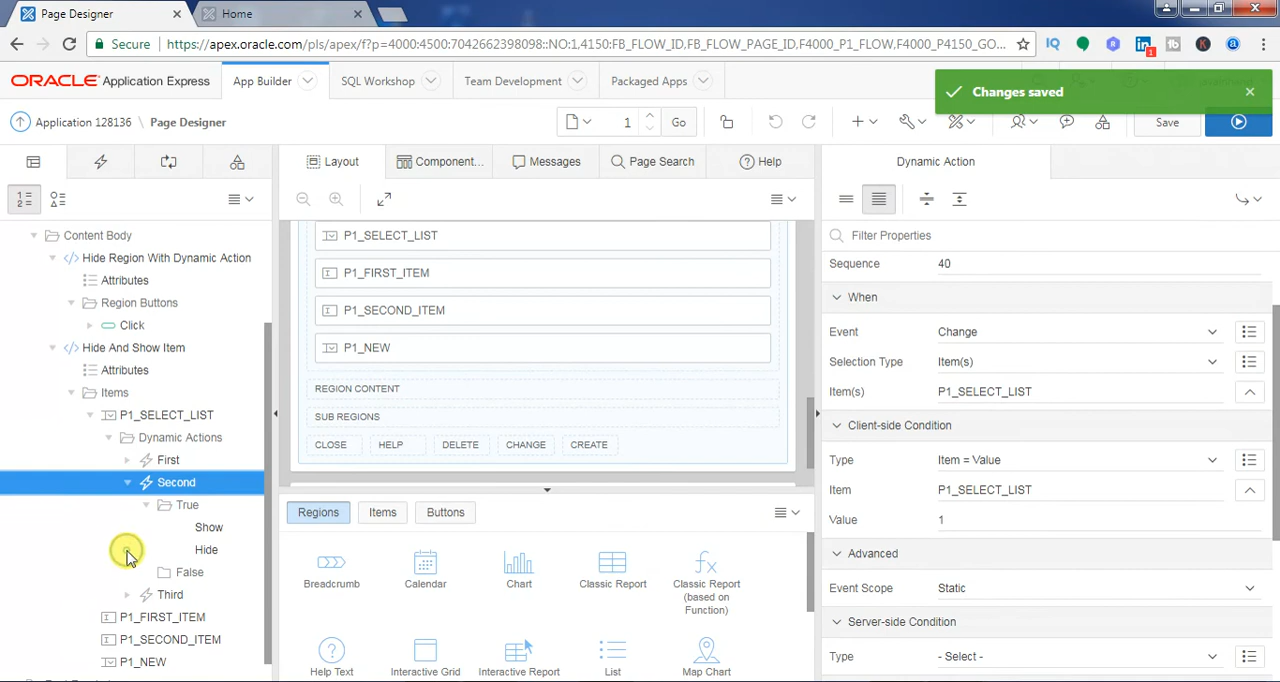 Page Designer
Home
Secure
https://apex.oracle.com/pls/apex/f?p=4000:4500:7042662398098::NO:1,4150:FB_FLOW_ID,FB_FLOW_PAGE_ID,F4000_P1_FLOW,F4000_P4150_GO...
IQ
1
ORACLE Application Express
App Builder
SQL Workshop
Team Development
Packaged Apps
Changes saved
Application 128136
Page Designer
1
Go
Save
Layout
Component...
Messages
Page Search
Help
Dynamic Action
Filter Properties
Content Body
Hide Region With Dynamic Action
Attributes
Region Buttons
Click
Hide And Show Item
Attributes
Items
P1_SELECT_LIST
Dynamic Actions
First
Second
True
Show
Hide
False
Third
P1_FIRST_ITEM
P1_SECOND_ITEM
P1_NEW
P1_SELECT_LIST
P1_FIRST_ITEM
P1_SECOND_ITEM
P1_NEW
REGION CONTENT
SUB REGIONS
CLOSE HELP DELETE CHANGE CREATE
Regions
Items
Buttons
Breadcrumb
Calendar
Chart
Classic Report
Classic Report (based on Function)
Help Text
Interactive Grid
Interactive Report
List
Map Chart
Sequence 40
When
Event Change
Selection Type Item(s)
Item(s) P1_SELECT_LIST
Client-side Condition
Type Item = Value
Item P1_SELECT_LIST
Value 1
Advanced
Event Scope Static
Server-side Condition
Type - Select -